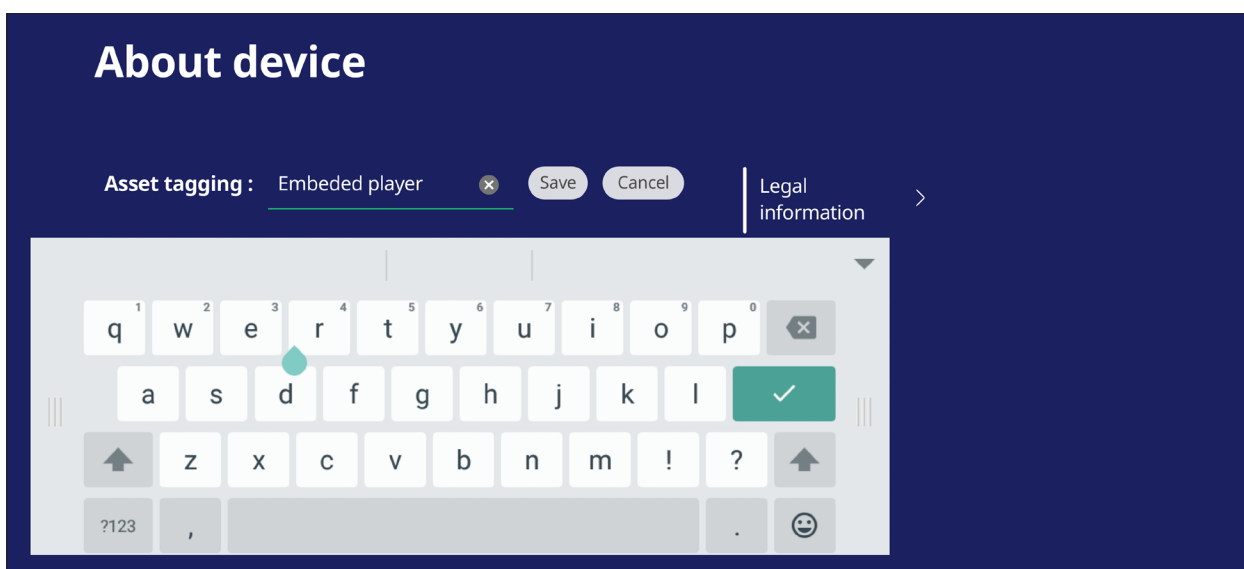 About device
Asset tagging : Embeded player Save Cancel
Legal
information
1 2 3 4 5 6 7 8 9 0
q w e r t y u i o p
a s d f g h j k l
z x c v b n m ! ?
?123 , .